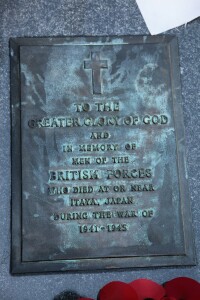 TO THE
GREATER GLORY OF GOD
AND
IN MEMORY OF
MEN OF THE
BRITISH FORCES
WHO DIED AT OR NEAR
ITAYA, JAPAN
DURING THE WAR OF
1941-1945